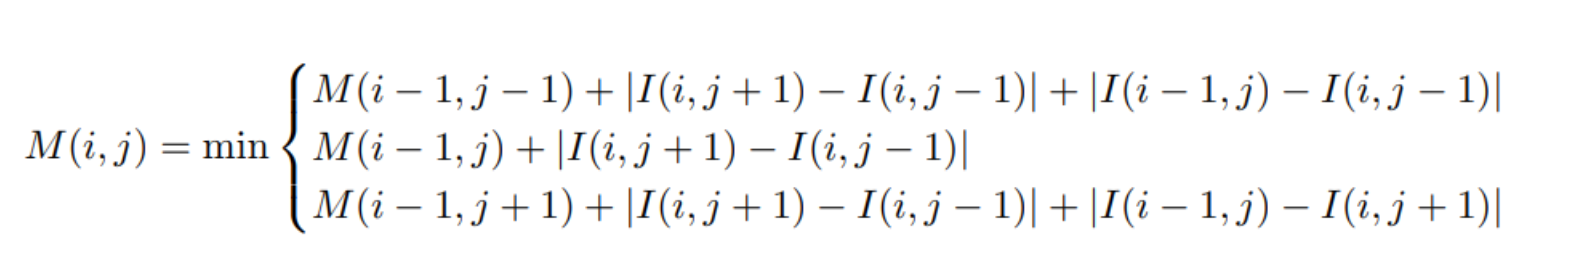 M(i − 1, j − 1) + |I(i, j + 1) − I(i, j − 1)| + |I(i − 1, j) − I(i, j − 1)|
M(i, j) = min { M(i − 1, j) + |I(i, j + 1) − I(i, j − 1)|
M(i − 1, j + 1) + |I(i, j + 1) − I(i, j − 1)| + |I(i − 1, j) − I(i, j + 1)|